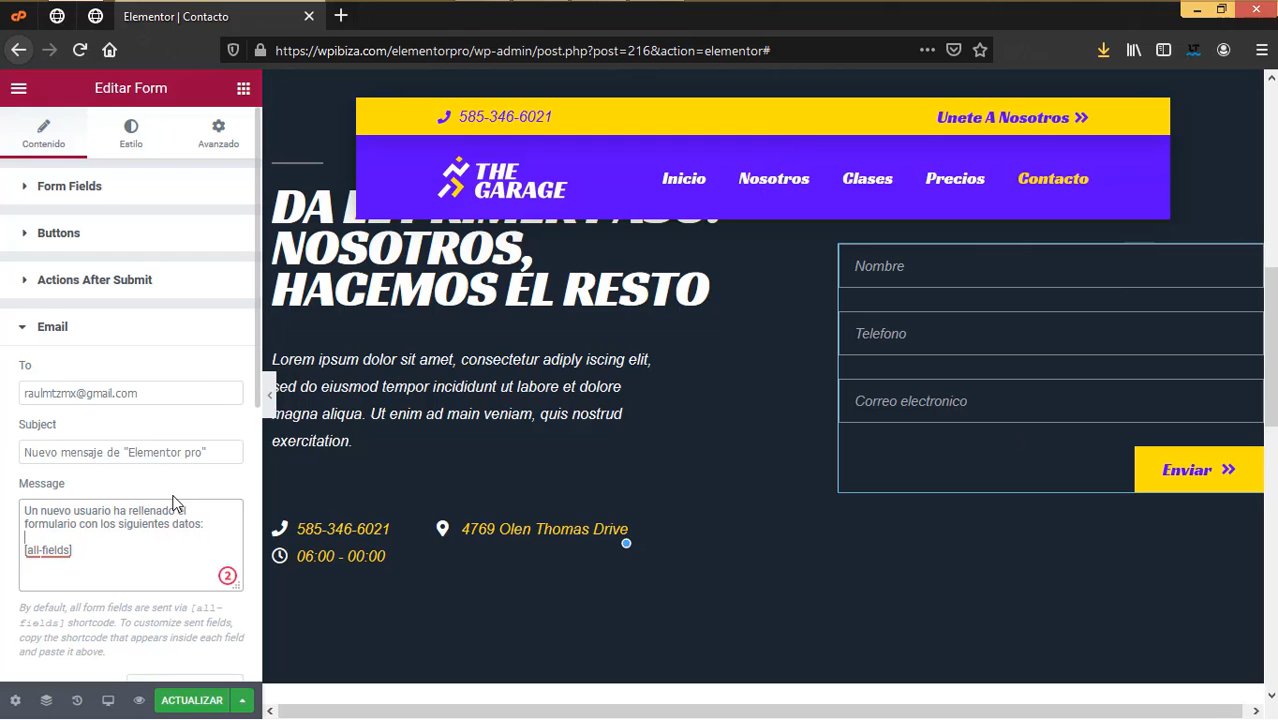 Elementor | Contacto
https://wpibiza.com/elementorpro/wp-admin/post.php?post=216&action=elementor#
Editar Form
Contenido
Estilo
Avanzado
Form Fields
Buttons
Actions After Submit
Email
To
raulmtzmx@gmail.com
Subject
Nuevo mensaje de "Elementor pro"
Message
Un nuevo usuario ha rellenado
formulario con los siguientes datos:
[all-fields]
2
By default, all form fields are sent via [all-
fields] shortcode. To customize sent fields,
copy the shortcode that appears inside each field
and paste it above.
ACTUALIZAR
585-346-6021
Unete A Nosotros
THE
GARAGE
Inicio
Nosotros
Clases
Precios
Contacto
NOSOTROS,
HACEMOS EL RESTO
Lorem ipsum dolor sit amet, consectetur adiply iscing elit,
sed do eiusmod tempor incididunt ut labore et dolore
magna aliqua. Ut enim ad main veniam, quis nostrud
exercitation.
585-346-6021
4769 Olen Thomas Drive
06:00 - 00:00
Nombre
Telefono
Correo electronico
Enviar